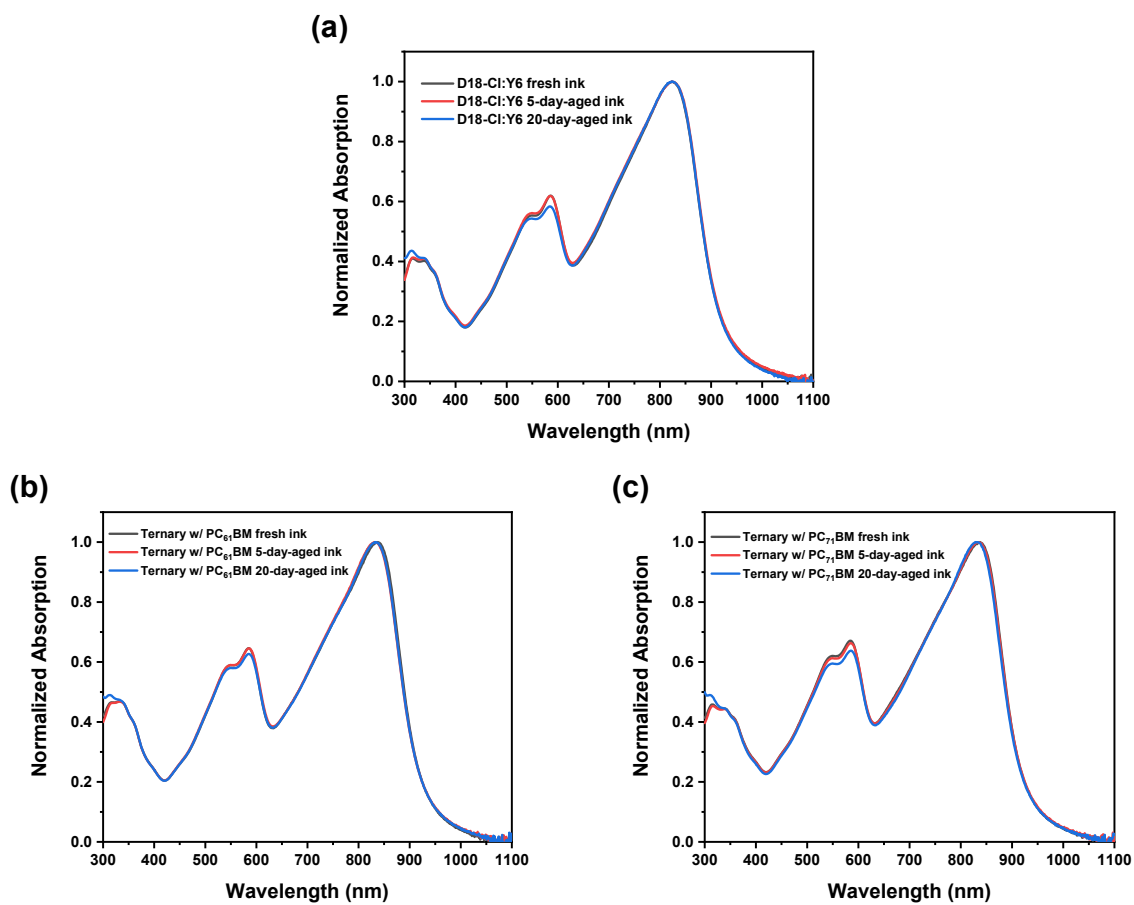 (a)
D18-Cl:Y6 fresh ink
D18-Cl:Y6 5-day-aged ink
D18-Cl:Y6 20-day-aged ink
1.0
0.8
0.6
0.4
0.2
0.0
Normalized Absorption
300 400 500 600 700 800 900 1000 1100
Wavelength (nm)
(b)
Ternary w/ PC61BM fresh ink
Ternary w/ PC61BM 5-day-aged ink
Ternary w/ PC61BM 20-day-aged ink
1.0
0.8
0.6
0.4
0.2
0.0
Normalized Absorption
300 400 500 600 700 800 900 1000 1100
Wavelength (nm)
(c)
Ternary w/ PC71BM fresh ink
Ternary w/ PC71BM 5-day-aged ink
Ternary w/ PC71BM 20-day-aged ink
1.0
0.8
0.6
0.4
0.2
0.0
Normalized Absorption
300 400 500 600 700 800 900 1000 1100
Wavelength (nm)